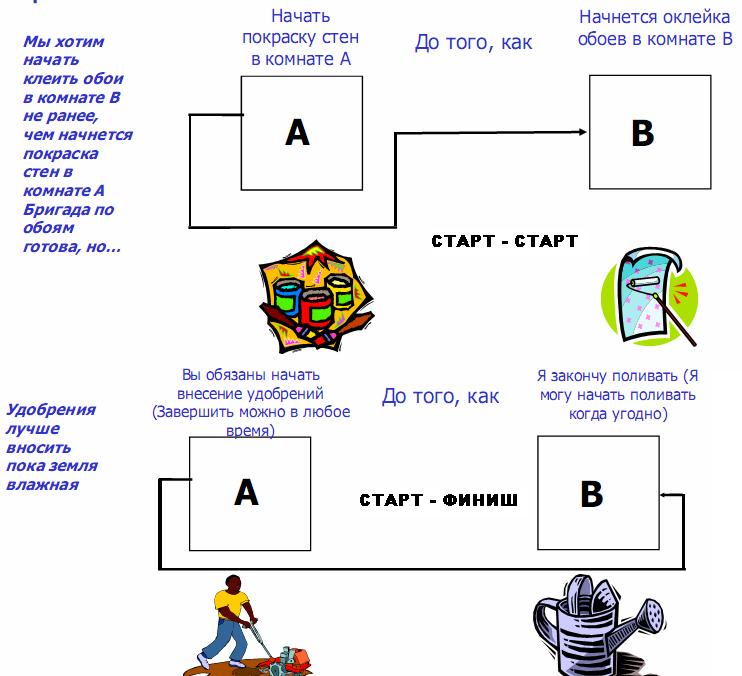 Мы хотим
начать
клеить обои
в комнате В
не ранее,
чем начнется
покраска
стен в
комнате А
Бригада по
обоям
готова, но...
Начать
покраску стен
в комнате А
До того, как
Начнется оклейка
обоев в комнате В
А
В
СТАРТ - СТАРТ
Удобрения
лучше
вносить
пока земля
влажная
Вы обязаны начать
внесение удобрений
(Завершить можно в любое
время)
До того, как
Я закончу поливать (Я
могу начать поливать
когда угодно)
А
СТАРТ - ФИНИШ
В